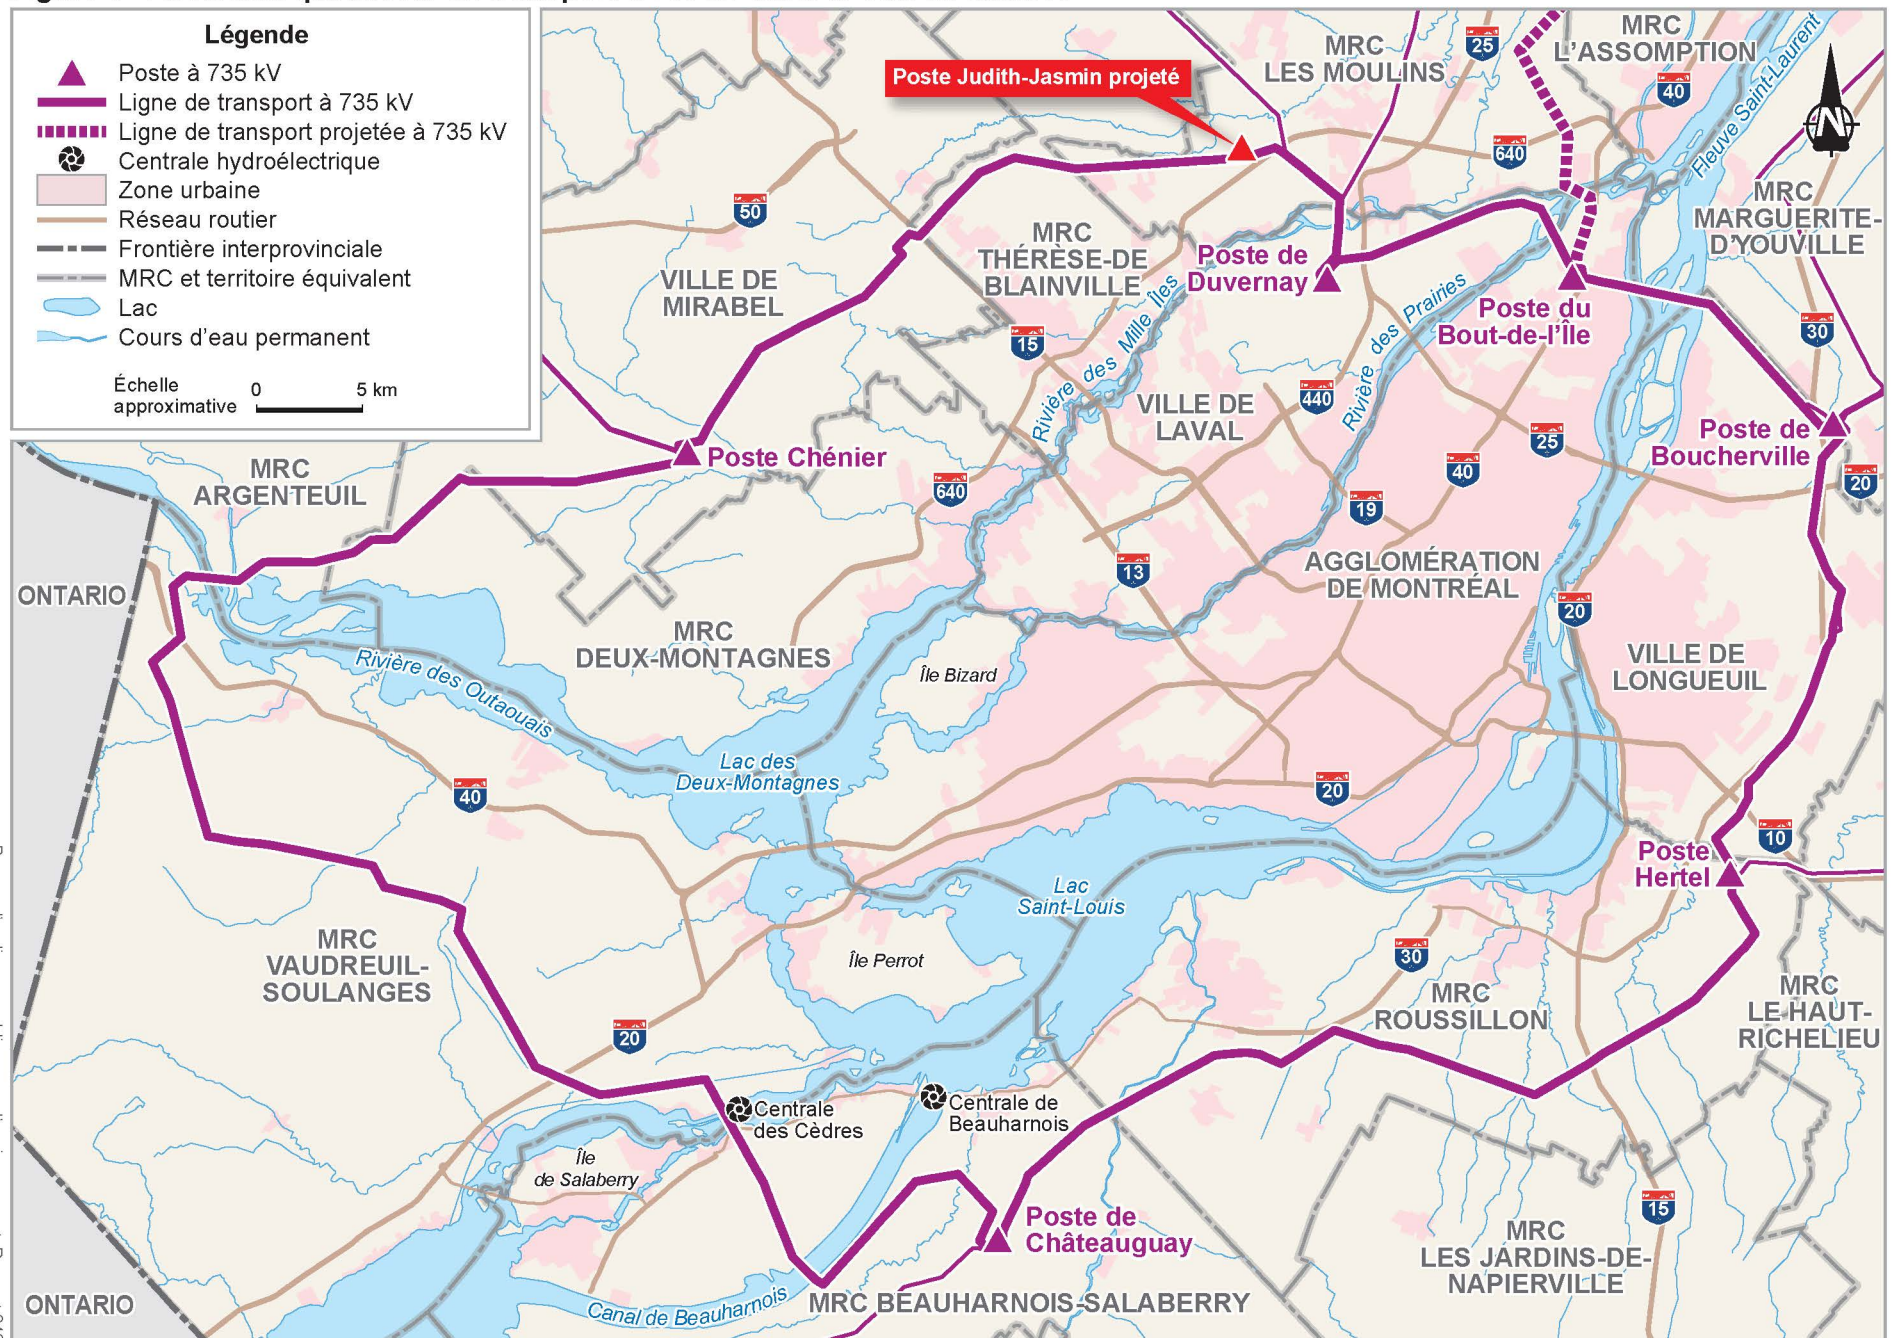 Légende
Poste à 735 kV
Ligne de transport à 735 kV
Ligne de transport projetée à 735 kV
Centrale hydroélectrique
Zone urbaine
Réseau routier
Frontière interprovinciale
MRC et territoire équivalent
Lac
Cours d'eau permanent
Échelle
approximative
0
5 km
Poste Judith-Jasmin projeté
MRC
LES MOULINS
25
MRC
L'ASSOMPTION
40
Fleuve Saint-Laurent
N
640
50
MRC
MARGUERITE-
D'YOUVILLE
MRC
THÉRÈSE-DE
BLAINVILLE
VILLE DE
MIRABEL
Poste de
Duvernay
Rivière des Mille Îles
Rivière des Prairies
Poste du
Bout-de-l'Île
30
15
440
VILLE DE
LAVAL
Poste de
Boucherville
25
40
20
Poste Chénier
MRC
ARGENTEUIL
640
19
13
AGGLOMÉRATION
DE MONTRÉAL
ONTARIO
20
MRC
DEUX-MONTAGNES
Île Bizard
VILLE DE
LONGUEUIL
Rivière des Outaouais
Lac des
Deux-Montagnes
40
20
10
Poste
Hertel
Lac
Saint-Louis
MRC
VAUDREUIL-
SOULANGES
Île Perrot
30
MRC
ROUSSILLON
MRC
LE HAUT-
RICHELIEU
20
Centrale
des Cèdres
Centrale de
Beauharnois
Île
de Salaberry
15
Poste de
Châteauguay
MRC
LES JARDINS-DE-
NAPIERVILLE
ONTARIO
Canal de Beauharnois
MRC BEAUHARNOIS-SALABERRY